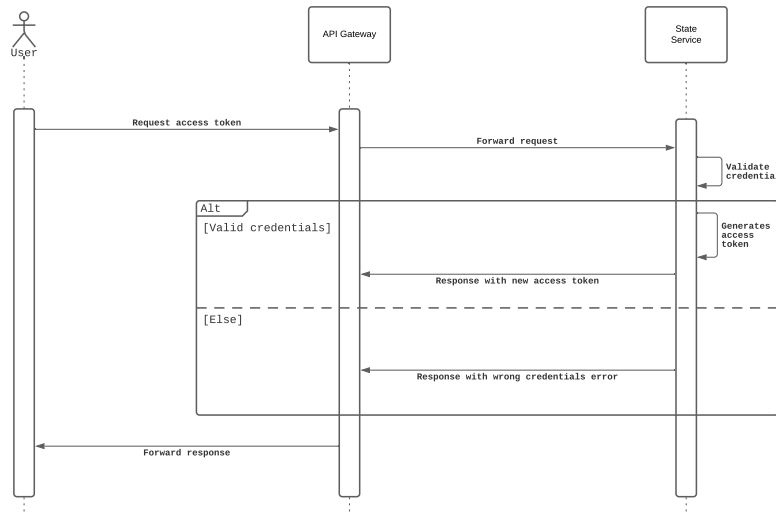 User
API Gateway
State
Service
Request access token
Forward request
Validate
Alt
[Valid credentials]
Generates
access
token
Response with new access token
[Else]
Response with wrong credentials error
Forward response